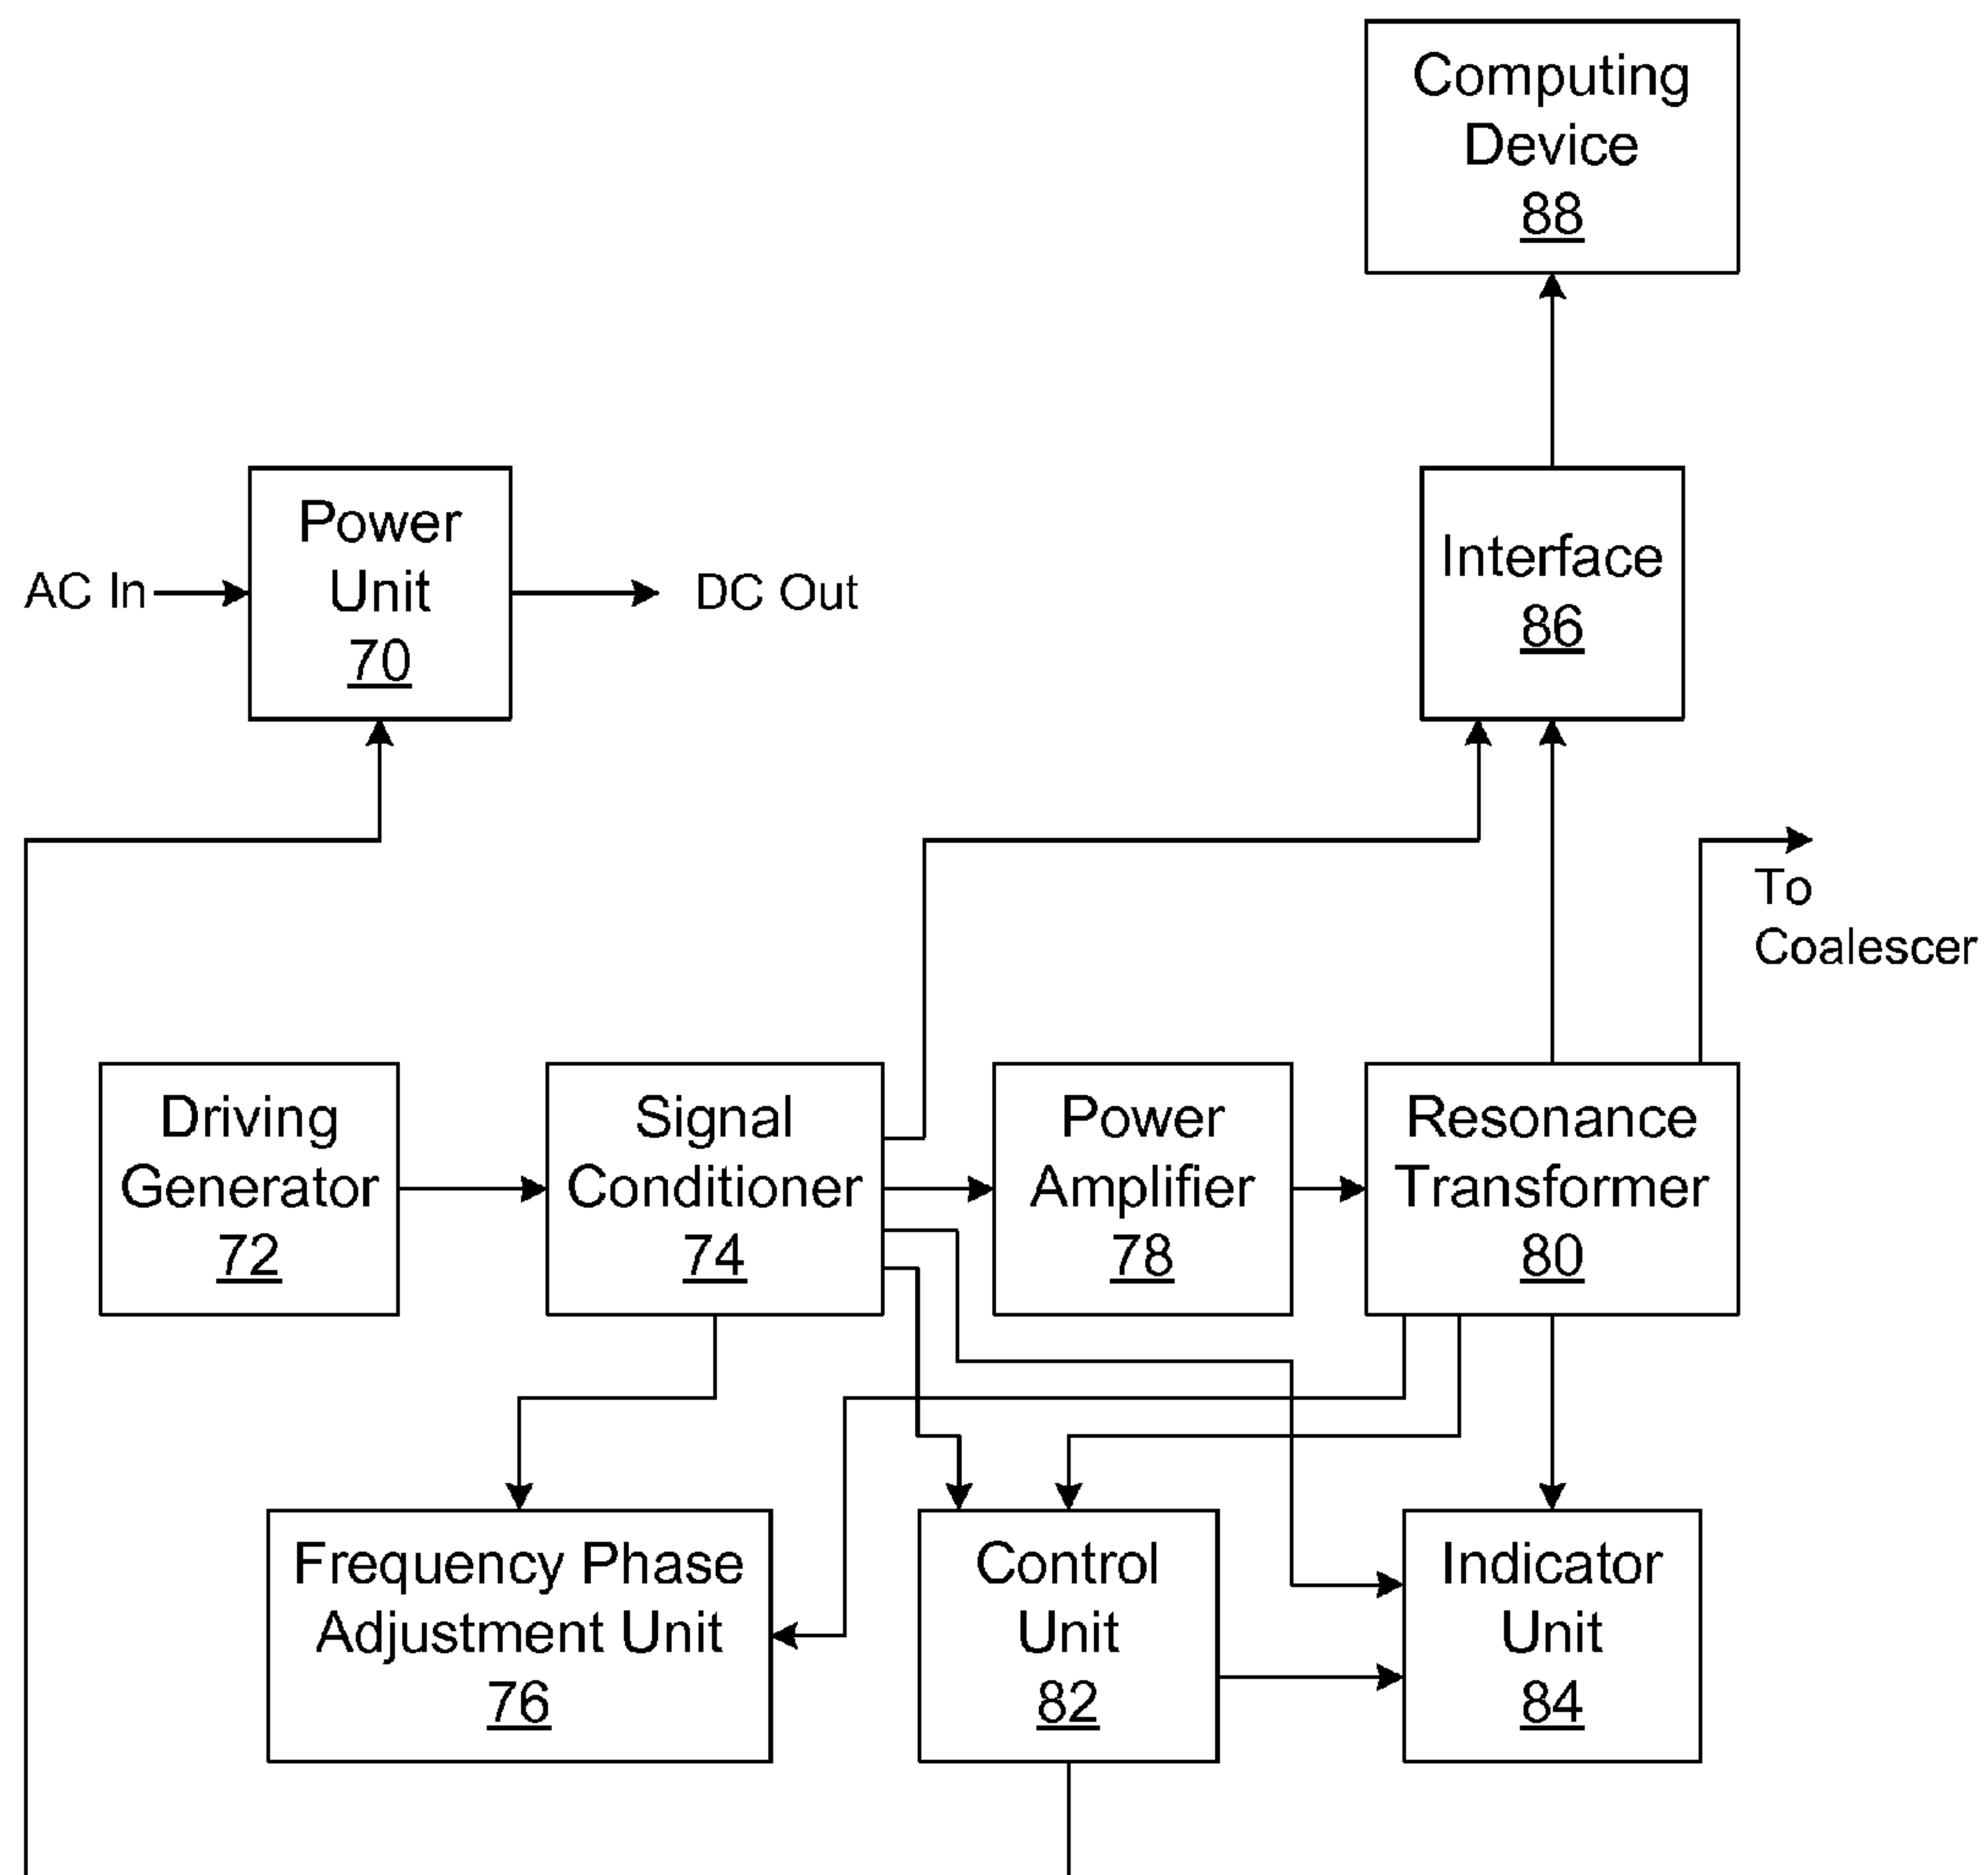 Computing
Device
88
Power
Unit
70
AC In
DC Out
Interface
86
To
Coalescer
Driving
Generator
72
Signal
Conditioner
74
Power
Amplifier
78
Resonance
Transformer
80
Frequency Phase
Adjustment Unit
76
Control
Unit
82
Indicator
Unit
84